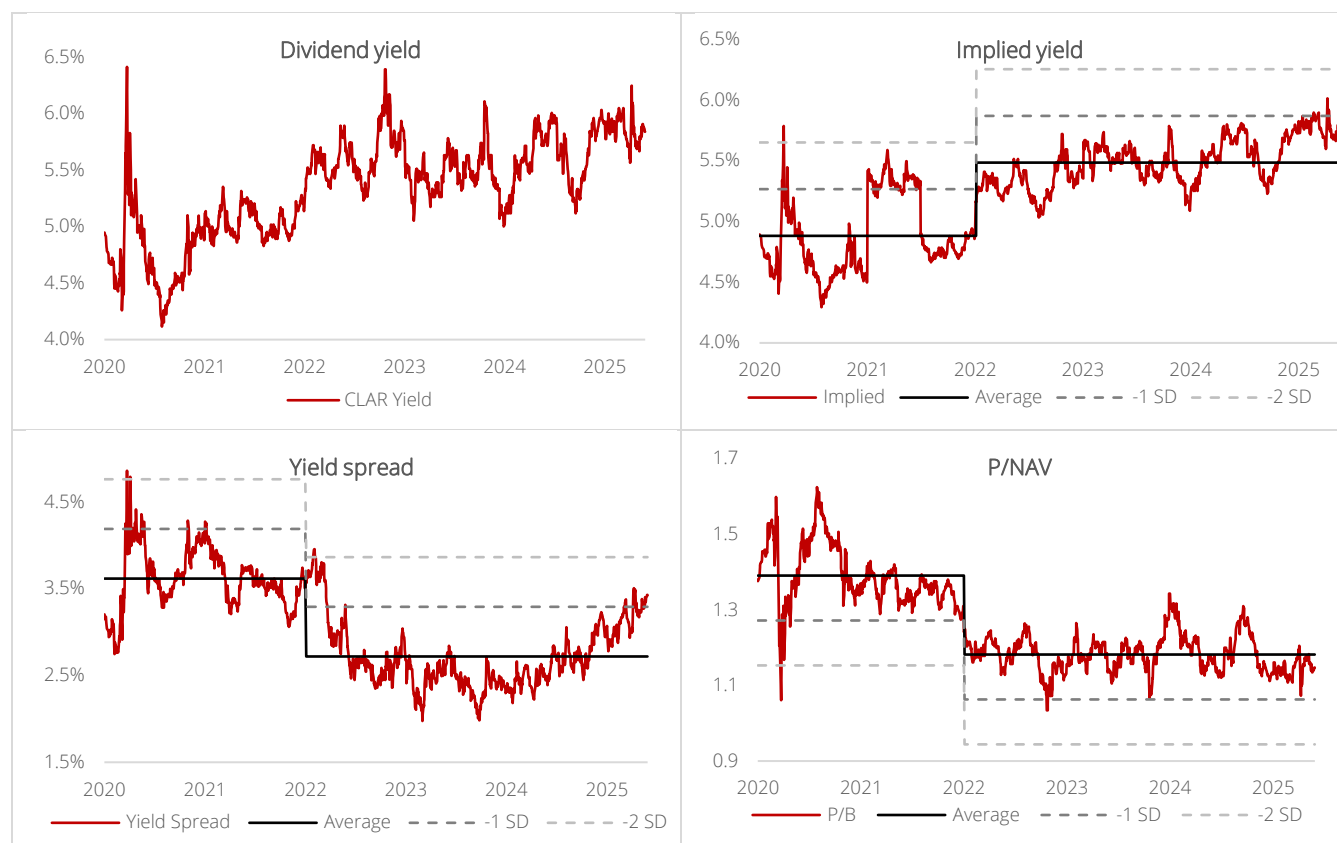 Dividend yield
6.5%
6.0%
5.5%
5.0%
4.5%
4.0%
2020 2021 2022 2023 2024 2025
CLAR Yield
Implied yield
6.5%
6.0%
5.5%
5.0%
4.5%
4.0%
2020 2021 2022 2023 2024 2025
Implied Average -1 SD -2 SD
Yield spread
4.5%
3.5%
2.5%
1.5%
2020 2021 2022 2023 2024 2025
Yield Spread Average -1 SD -2 SD
P/NAV
1.7
1.5
1.3
1.1
0.9
2020 2021 2022 2023 2024 2025
P/B Average -1 SD -2 SD